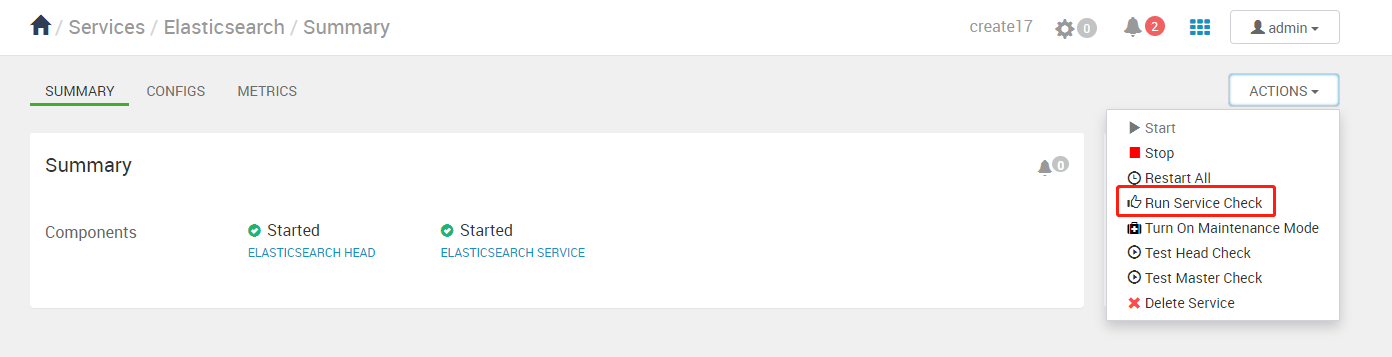 / Services / Elasticsearch / Summary
create17 0 2 admin
SUMMARY CONFIGS METRICS
ACTIONS
Start
Stop
Restart All
Run Service Check
Turn On Maintenance Mode
Test Head Check
Test Master Check
Delete Service
Summary
0
Components
Started
ELASTICSEARCH HEAD
Started
ELASTICSEARCH SERVICE